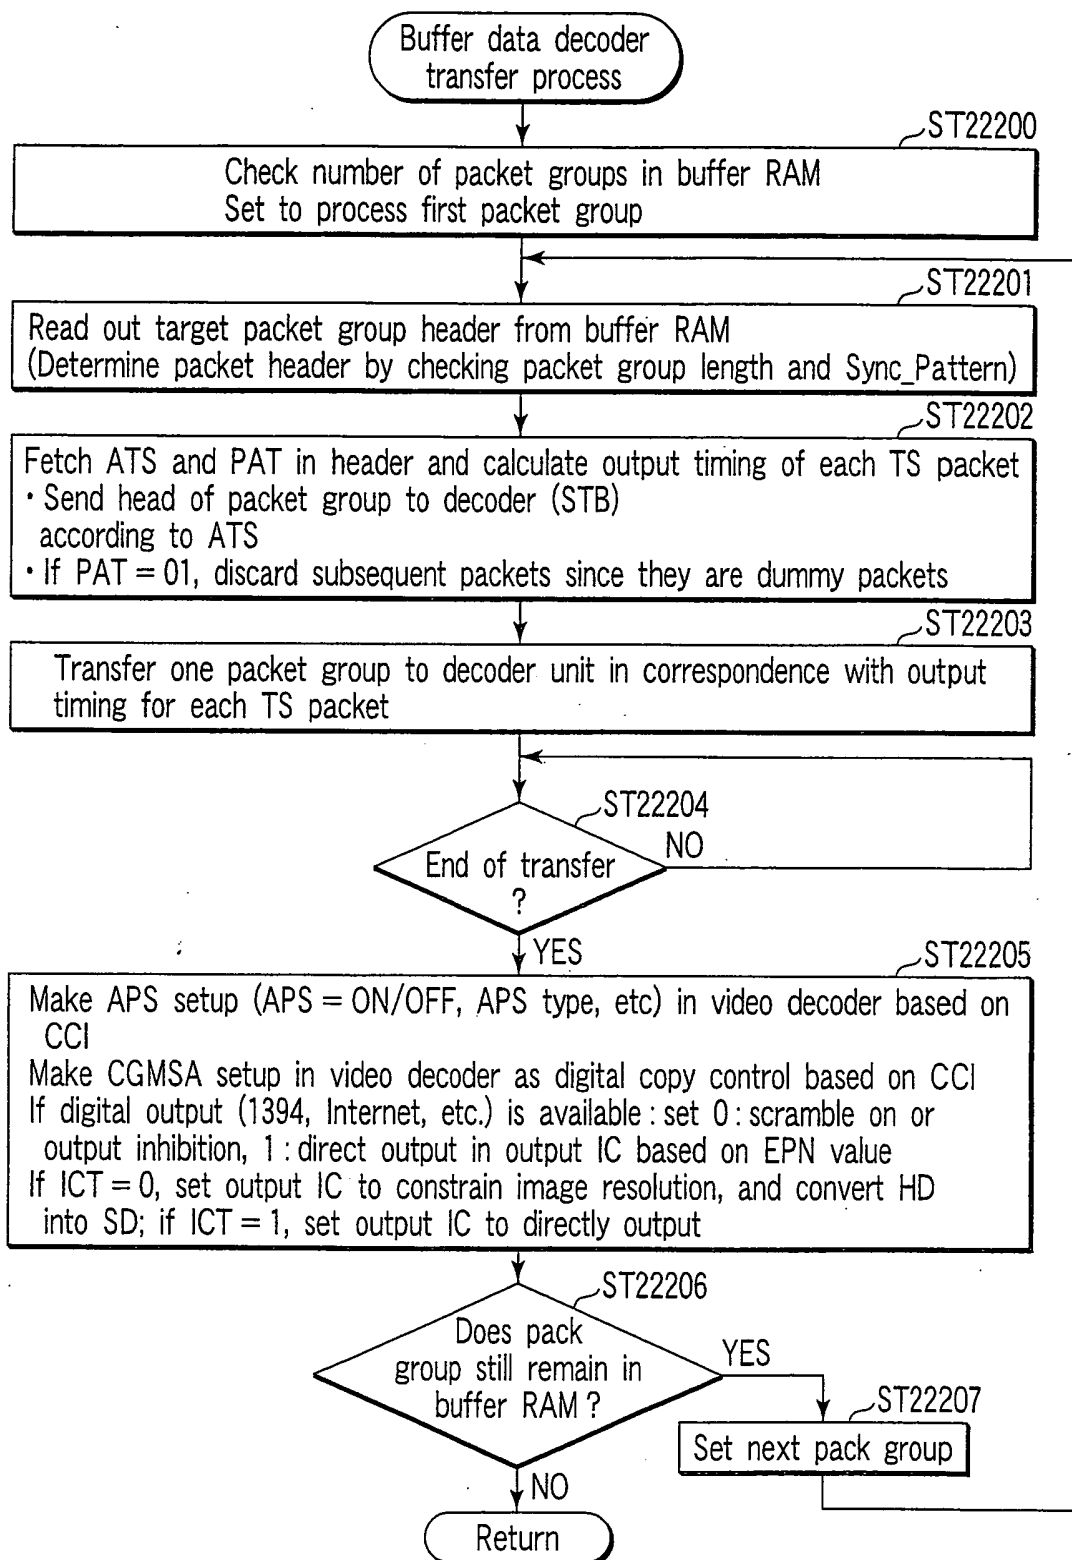 Buffer data decoder
transfer process
ST22200
Check number of packet groups in buffer RAM
Set to process first packet group
ST22201
Read out target packet group header from buffer RAM
(Determine packet header by checking packet group length and Sync_Pattern)
ST22202
Fetch ATS and PAT in header and calculate output timing of each TS packet
・Send head of packet group to decoder (STB)
according to ATS
・If PAT = 01, discard subsequent packets since they are dummy packets
ST22203
Transfer one packet group to decoder unit in correspondence with output
timing for each TS packet
ST22204
End of transfer
?
NO
YES
ST22205
Make APS setup (APS = ON/OFF, APS type, etc) in video decoder based on
CCI
Make CGMSA setup in video decoder as digital copy control based on CCI
If digital output (1394, Internet, etc.) is available : set 0 : scramble on or
output inhibition, 1 : direct output in output IC based on EPN value
If ICT = 0, set output IC to constrain image resolution, and convert HD
into SD; if ICT = 1, set output IC to directly output
ST22206
Does pack
group still remain in
buffer RAM ?
YES
ST22207
Set next pack group
NO
Return